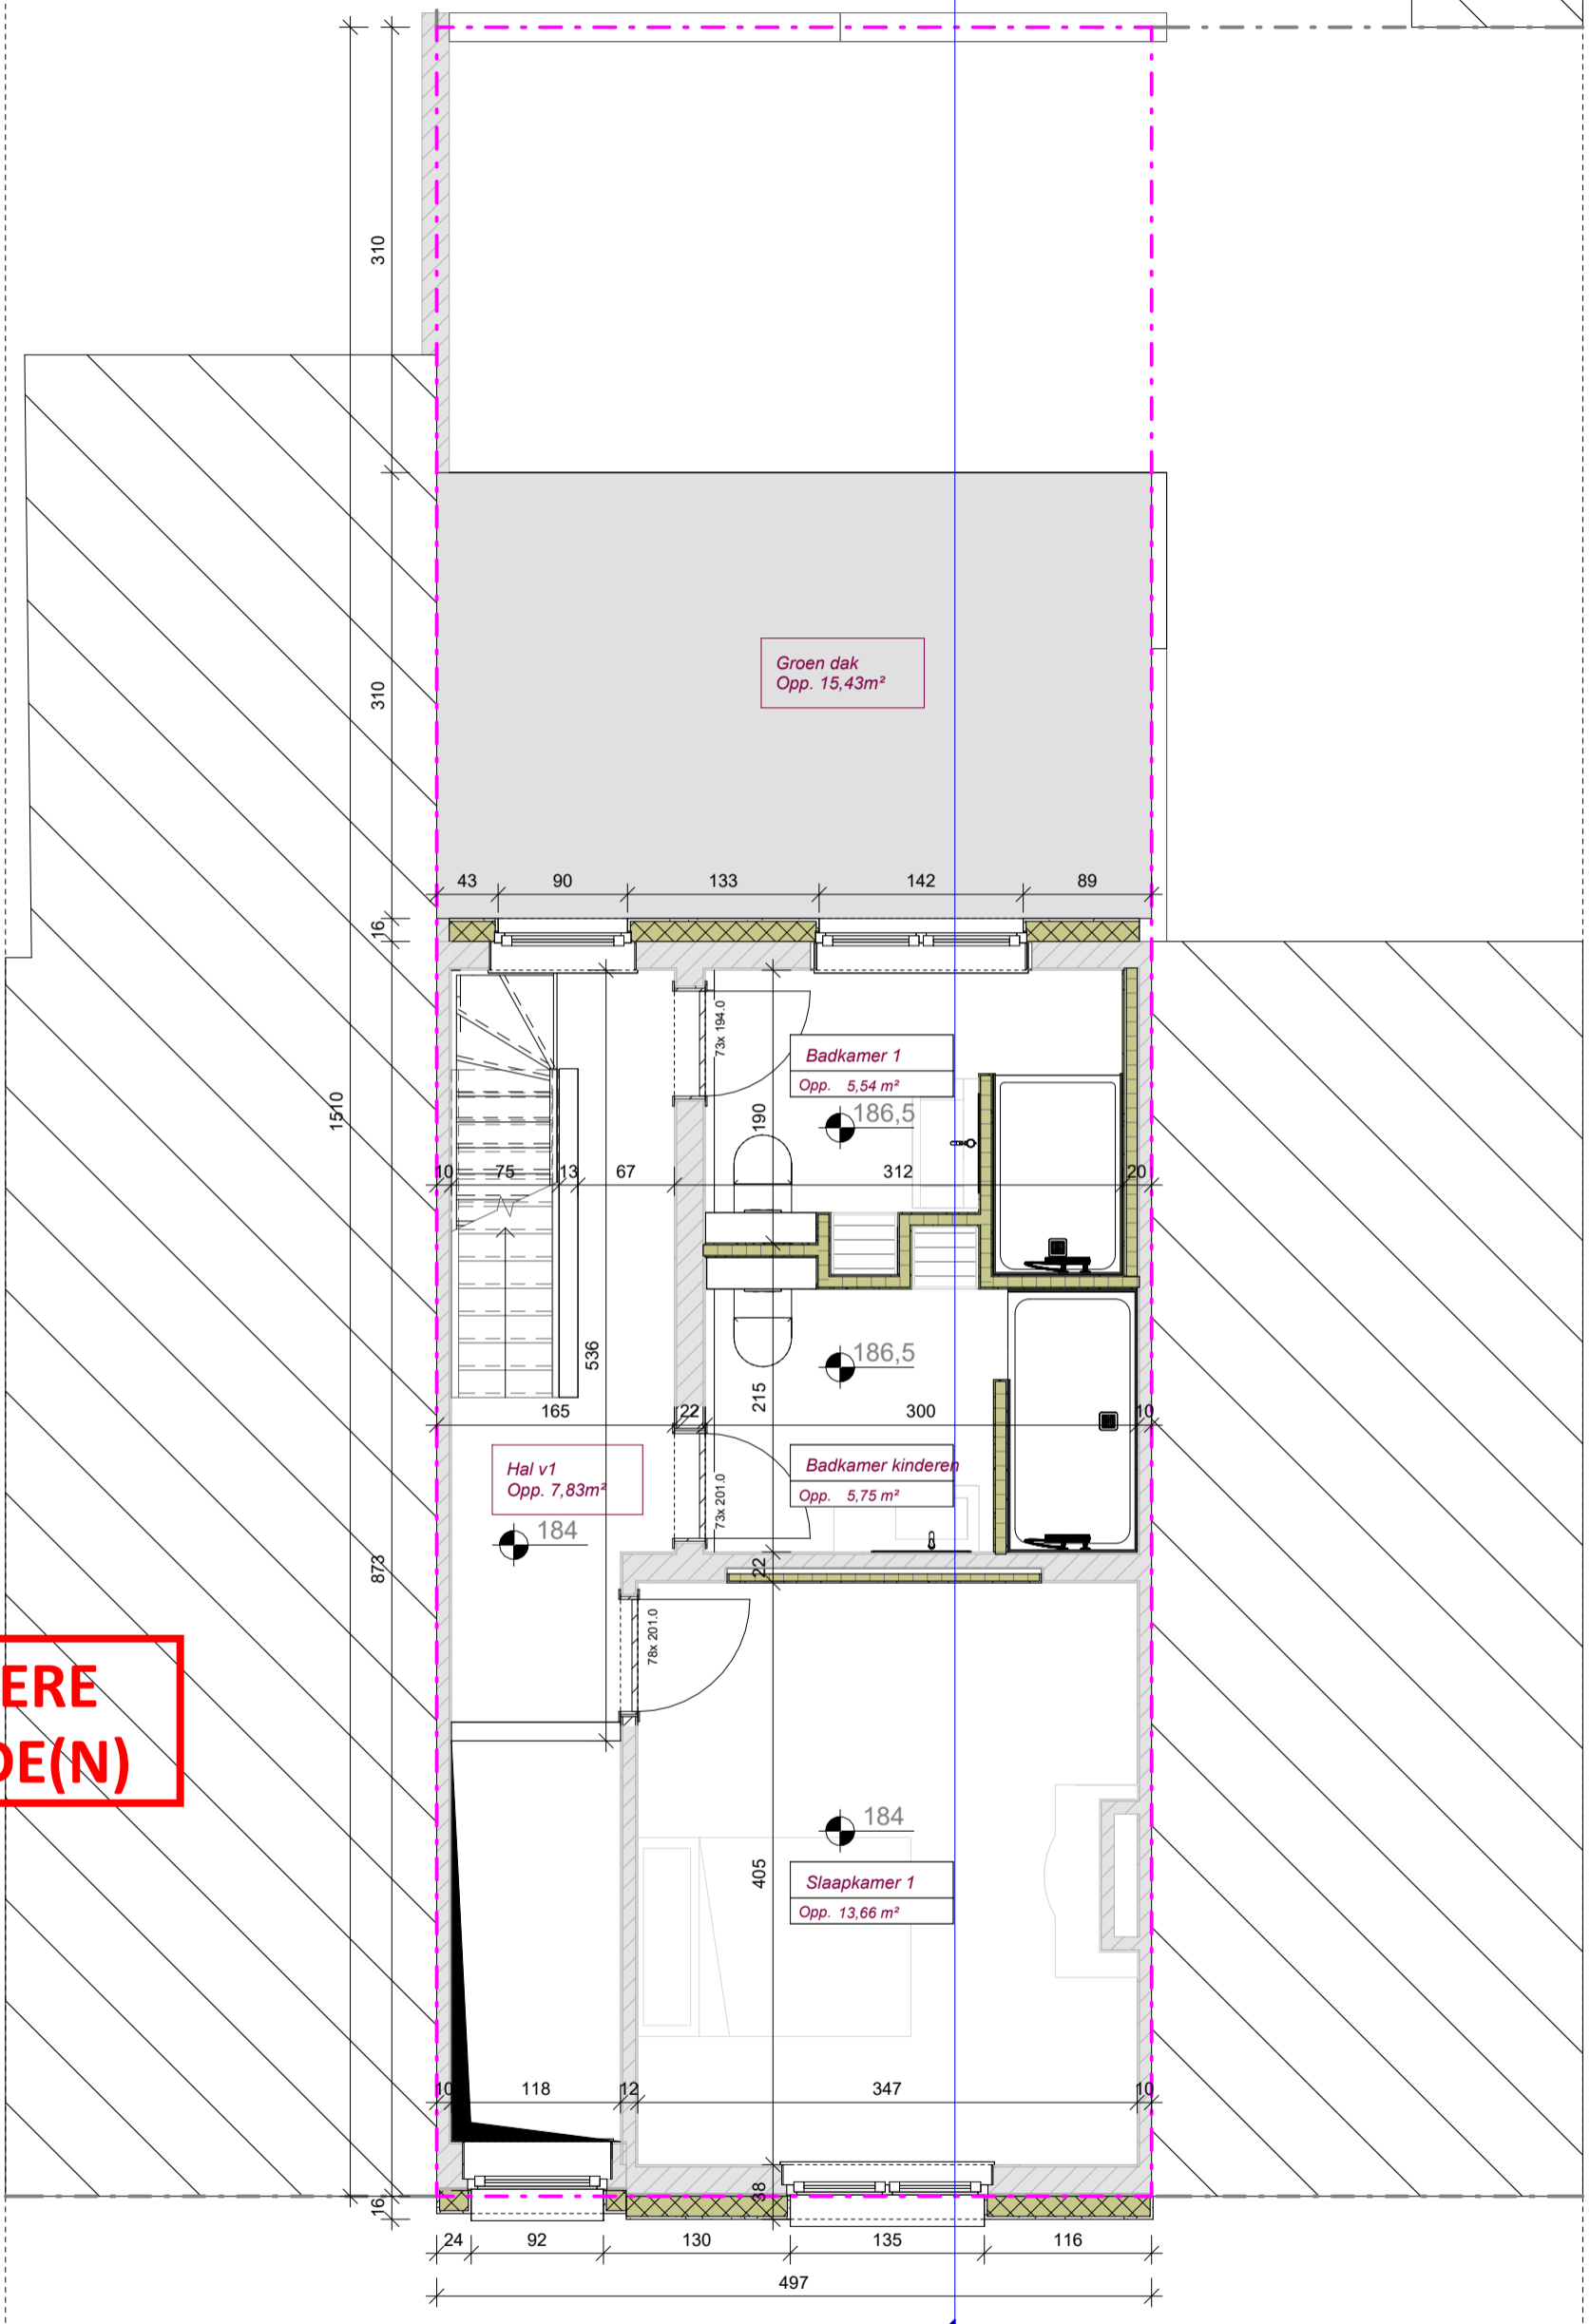 310
310
Groen dak
Opp. 15,43m²
43 90 133 142 89
16
1510
73x 194.0
Badkamer 1
Opp. 5,54 m²
190
186,5
10 75 13 67 312 20
536
186,5
215
165 22 300 10
Hal v1
Opp. 7,83m²
73x 201.0
Badkamer kinderen
Opp. 5,75 m²
184
873
22
78x 201.0
ERE
DE(N)
184
405
Slaapkamer 1
Opp. 13,66 m²
10 118 12 347 10
38
16
24 92 130 135 116
497